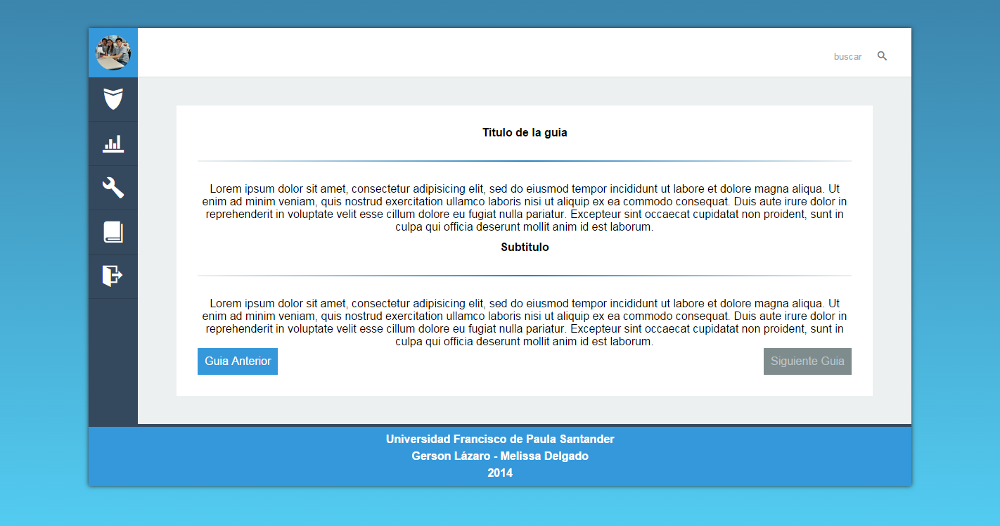 buscar
Titulo de la guia
Lorem ipsum dolor sit amet, consectetur adipisicing elit, sed do eiusmod tempor incididunt ut labore et dolore magna aliqua. Ut
enim ad minim veniam, quis nostrud exercitation ullamco laboris nisi ut aliquip ex ea commodo consequat. Duis aute irure dolor in
reprehenderit in voluptate velit esse cillum dolore eu fugiat nulla pariatur. Excepteur sint occaecat cupidatat non proident, sunt in
culpa qui officia deserunt mollit anim id est laborum.
Subtitulo
Lorem ipsum dolor sit amet, consectetur adipisicing elit, sed do eiusmod tempor incididunt ut labore et dolore magna aliqua. Ut
enim ad minim veniam, quis nostrud exercitation ullamco laboris nisi ut aliquip ex ea commodo consequat. Duis aute irure dolor in
reprehenderit in voluptate velit esse cillum dolore eu fugiat nulla pariatur. Excepteur sint occaecat cupidatat non proident, sunt in
culpa qui officia deserunt mollit anim id est laborum.
Guia Anterior
Siguiente Guia
Universidad Francisco de Paula Santander
Gerson Lázaro - Melissa Delgado
2014